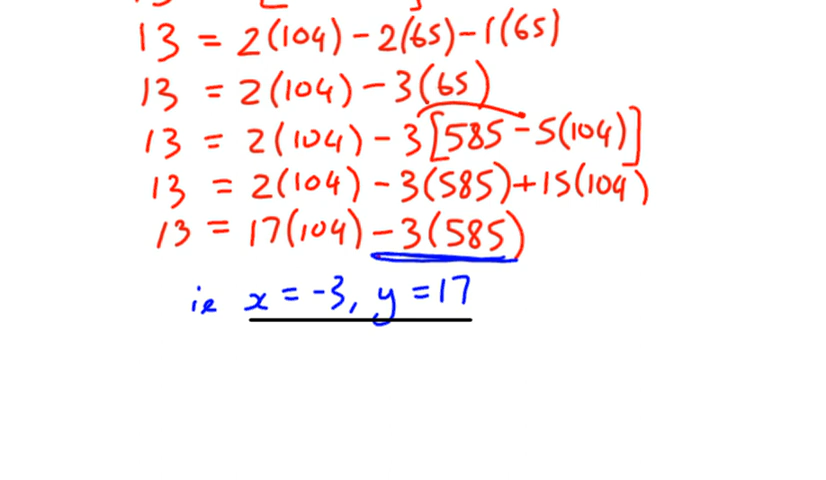 13 = 2(104) - 2(65) - 1(65)
13 = 2(104) - 3(65)
13 = 2(104) - 3[585 - 5(104)]
13 = 2(104) - 3(585) + 15(104)
13 = 17(104) - 3(585)
ie x = -3, y = 17